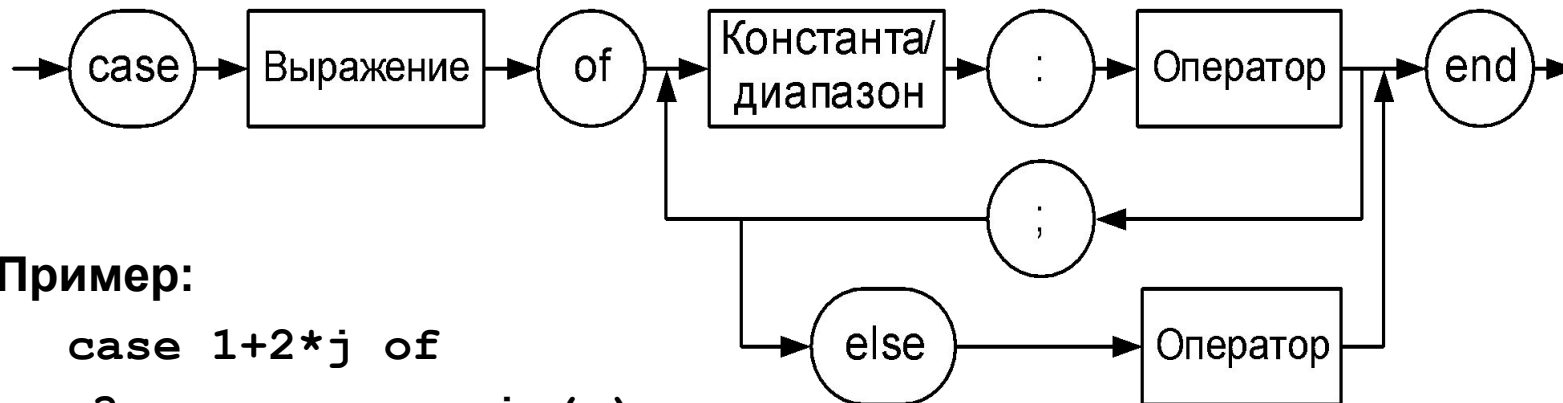 case Выражение of Константа/ диапазон : Оператор end
;
else Оператор
Пример:
case 1+2*j of